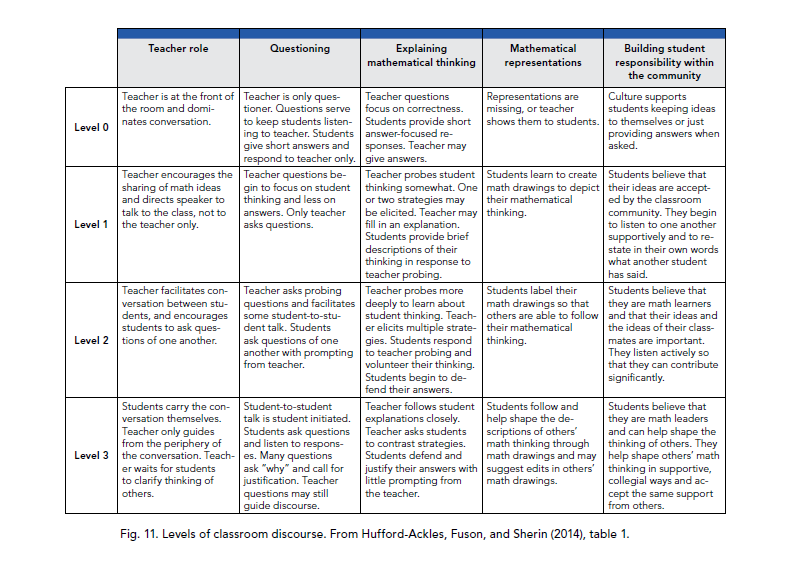 Teacher role
Questioning
Explaining
mathematical thinking
Mathematical
representations
Building student
responsibility within
the community
Level 0
Teacher is at the front of
the room and domi-
nates conversation.
Teacher is only ques-
tioner. Questions serve
to keep students listen-
ing to teacher. Students
give short answers and
respond to teacher only.
Teacher questions
focus on correctness.
Students provide short
answer-focused re-
sponses. Teacher may
give answers.
Representations are
missing, or teacher
shows them to students.
Culture supports
students keeping ideas
to themselves or just
providing answers when
asked.
Level 1
Teacher encourages the
sharing of math ideas
and directs speaker to
talk to the class, not to
the teacher only.
Teacher questions be-
gin to focus on student
thinking and less on
answers. Only teacher
asks questions.
Teacher probes student
thinking somewhat. One
or two strategies may
be elicited. Teacher may
fill in an explanation.
Students provide brief
descriptions of their
thinking in response to
teacher probing.
Students learn to create
math drawings to depict
their mathematical
thinking.
Students believe that
their ideas are accept-
ed by the classroom
community. They begin
to listen to one another
supportively and to re-
state in their own words
what another student
has said.
Level 2
Teacher facilitates con-
versation between stu-
dents, and encourages
students to ask ques-
tions of one another.
Teacher asks probing
questions and facilitates
some student-to-stu-
dent talk. Students
ask questions of one
another with prompting
from teacher.
Teacher probes more
deeply to learn about
student thinking. Teach-
er elicits multiple strate-
gies. Students respond
to teacher probing and
volunteer their thinking.
Students begin to de-
fend their answers.
Students label their
math drawings so that
others are able to follow
their mathematical
thinking.
Students believe that
they are math learners
and that their ideas and
the ideas of their class-
mates are important.
They listen actively so
that they can contribute
significantly.
Level 3
Students carry the con-
versation themselves.
Teacher only guides
from the periphery of
the conversation. Teach-
er waits for students
to clarify thinking of
others.
Student-to-student
talk is student initiated.
Students ask questions
and listen to respons-
es. Many questions
ask "why" and call for
justification. Teacher
questions may still
guide discourse.
Teacher follows student
explanations closely.
Teacher asks students
to contrast strategies.
Students defend and
justify their answers with
little prompting from
the teacher.
Students follow and
help shape the de-
scriptions of others'
math thinking through
math drawings and may
suggest edits in others'
math drawings.
Students believe that
they are math leaders
and can help shape the
thinking of others. They
help shape others' math
thinking in supportive,
collegial ways and ac-
cept the same support
from others.
Fig. 11. Levels of classroom discourse. From Hufford-Ackles, Fuson, and Sherin (2014), table 1.